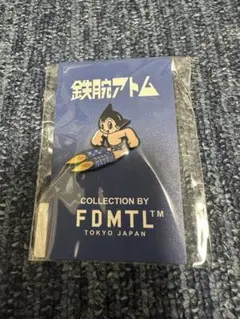 鉄腕アトム
COLLECTION BY
FDMTL™
TOKYO JAPAN